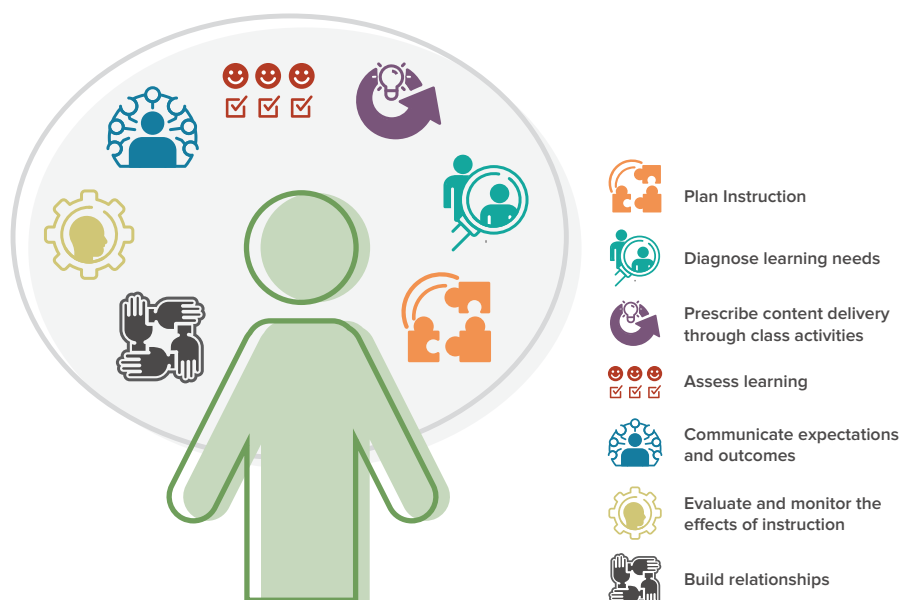 Plan Instruction
Diagnose learning needs
Prescribe content delivery
through class activities
Assess learning
Communicate expectations
and outcomes
Evaluate and monitor the
effects of instruction
Build relationships